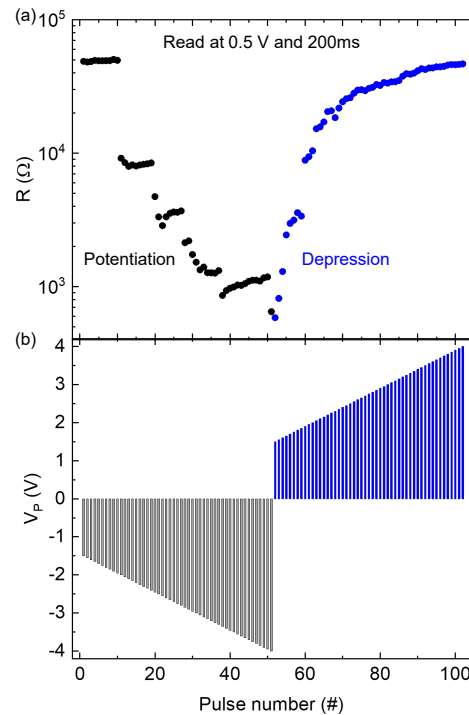 (a)
10^5
Read at 0.5 V and 200ms
10^4
R (Ω)
Potentiation
Depression
10^3
(b)
4
3
2
1
0
-1
-2
-3
-4
V_P (V)
0 20 40 60 80 100
Pulse number (#)